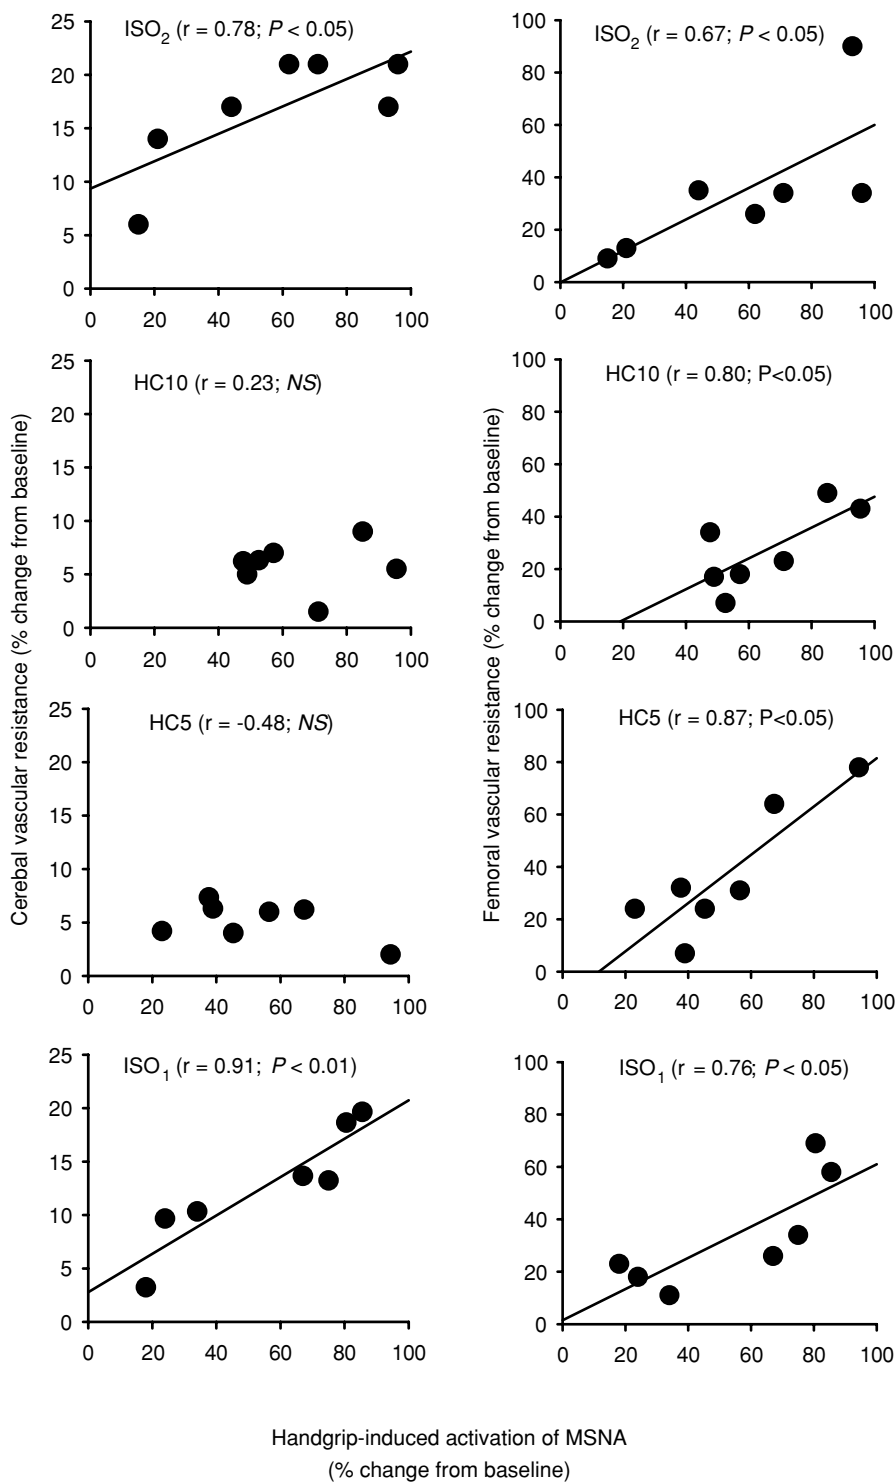 ISO2 (r = 0.78; P < 0.05)
25
20
15
10
5
0
0 20 40 60 80 100
ISO2 (r = 0.67; P < 0.05)
100
80
60
40
20
0
0 20 40 60 80 100
HC10 (r = 0.23; NS)
25
20
15
10
5
0
0 20 40 60 80 100
HC10 (r = 0.80; P<0.05)
100
80
60
40
20
0
0 20 40 60 80 100
Cerebal vascular resistance (% change from baseline)
Femoral vascular resistance (% change from baseline)
HC5 (r = -0.48; NS)
25
20
15
10
5
0
0 20 40 60 80 100
HC5 (r = 0.87; P<0.05)
100
80
60
40
20
0
0 20 40 60 80 100
ISO1 (r = 0.91; P < 0.01)
25
20
15
10
5
0
0 20 40 60 80 100
ISO1 (r = 0.76; P < 0.05)
100
80
60
40
20
0
0 20 40 60 80 100
Handgrip-induced activation of MSNA
(% change from baseline)